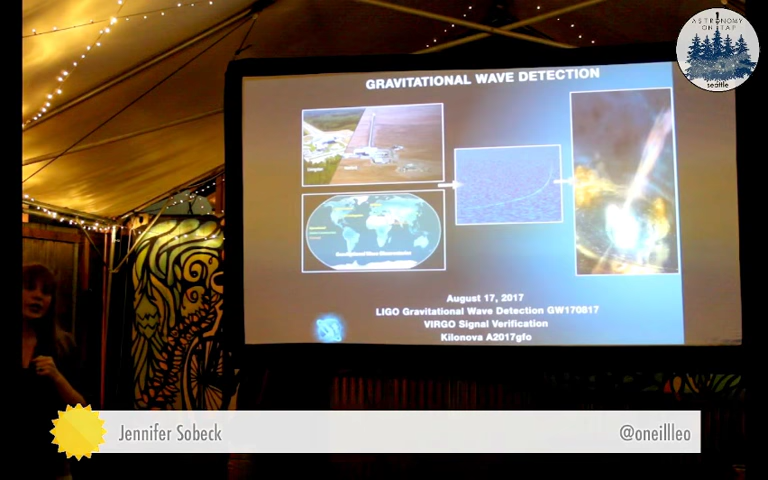 ASTRONOMY
ON TAP
seattle
GRAVITATIONAL WAVE DETECTION
August 17, 2017
LIGO Gravitational Wave Detection GW170817
VIRGO Signal Verification
Kilonova A2017gfo
Jennifer Sobeck
@oneillleo